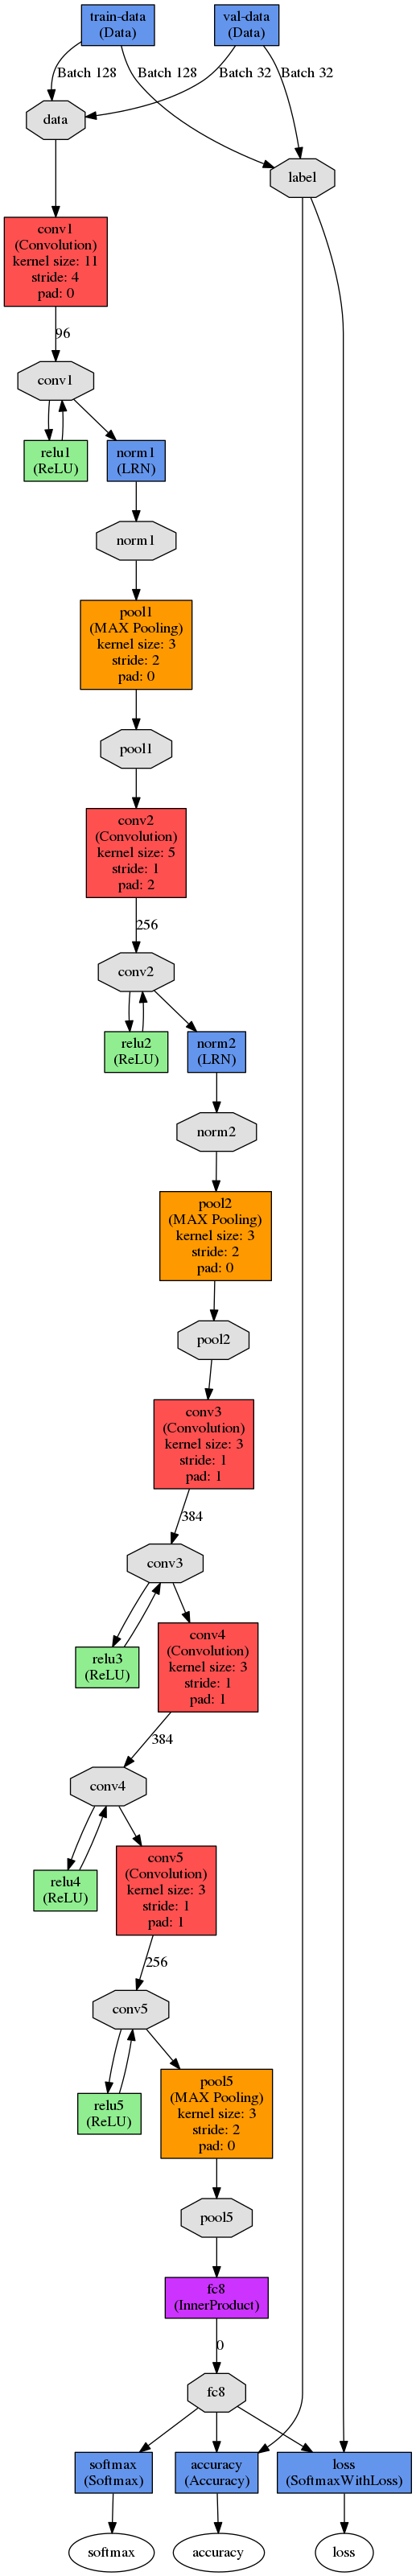 train-data
(Data)
val-data
(Data)
Batch 128
Batch 128
Batch 32
Batch 32
data
label
conv1
(Convolution)
kernel size: 11
stride: 4
pad: 0
96
conv1
relu1
(ReLU)
norm1
(LRN)
norm1
pool1
(MAX Pooling)
kernel size: 3
stride: 2
pad: 0
pool1
conv2
(Convolution)
kernel size: 5
stride: 1
pad: 2
256
conv2
relu2
(ReLU)
norm2
(LRN)
norm2
pool2
(MAX Pooling)
kernel size: 3
stride: 2
pad: 0
pool2
conv3
(Convolution)
kernel size: 3
stride: 1
pad: 1
384
conv3
relu3
(ReLU)
conv4
(Convolution)
kernel size: 3
stride: 1
pad: 1
384
conv4
relu4
(ReLU)
conv5
(Convolution)
kernel size: 3
stride: 1
pad: 1
256
conv5
relu5
(ReLU)
pool5
(MAX Pooling)
kernel size: 3
stride: 2
pad: 0
pool5
fc8
(InnerProduct)
0
fc8
softmax
(Softmax)
accuracy
(Accuracy)
loss
(SoftmaxWithLoss)
softmax
accuracy
loss